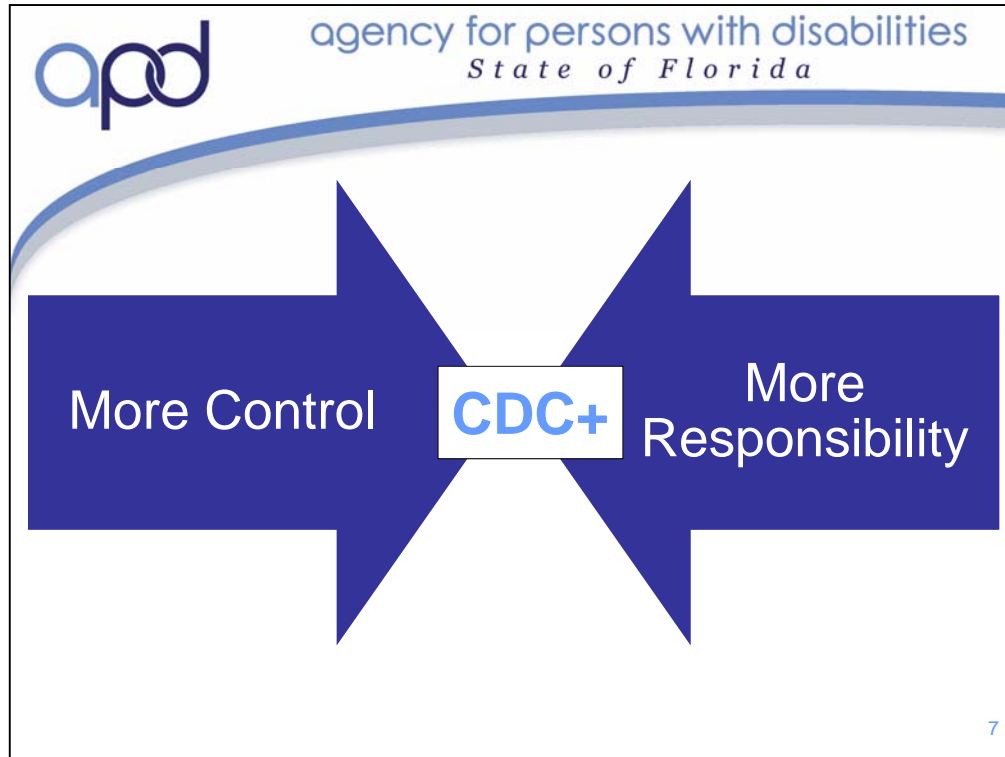 apd
agency for persons with disabilities
State of Florida
More Control
CDC+
More
Responsibility
7